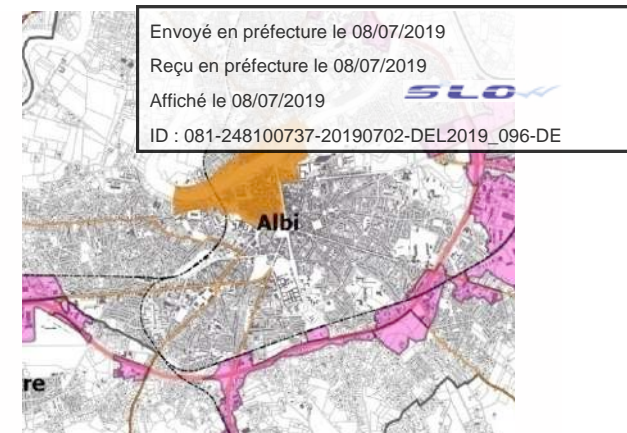 Envoyé en préfecture le 08/07/2019
Reçu en préfecture le 08/07/2019
Affiché le 08/07/2019
SLOW
ID : 081-248100737-20190702-DEL2019_096-DE
Albi
re